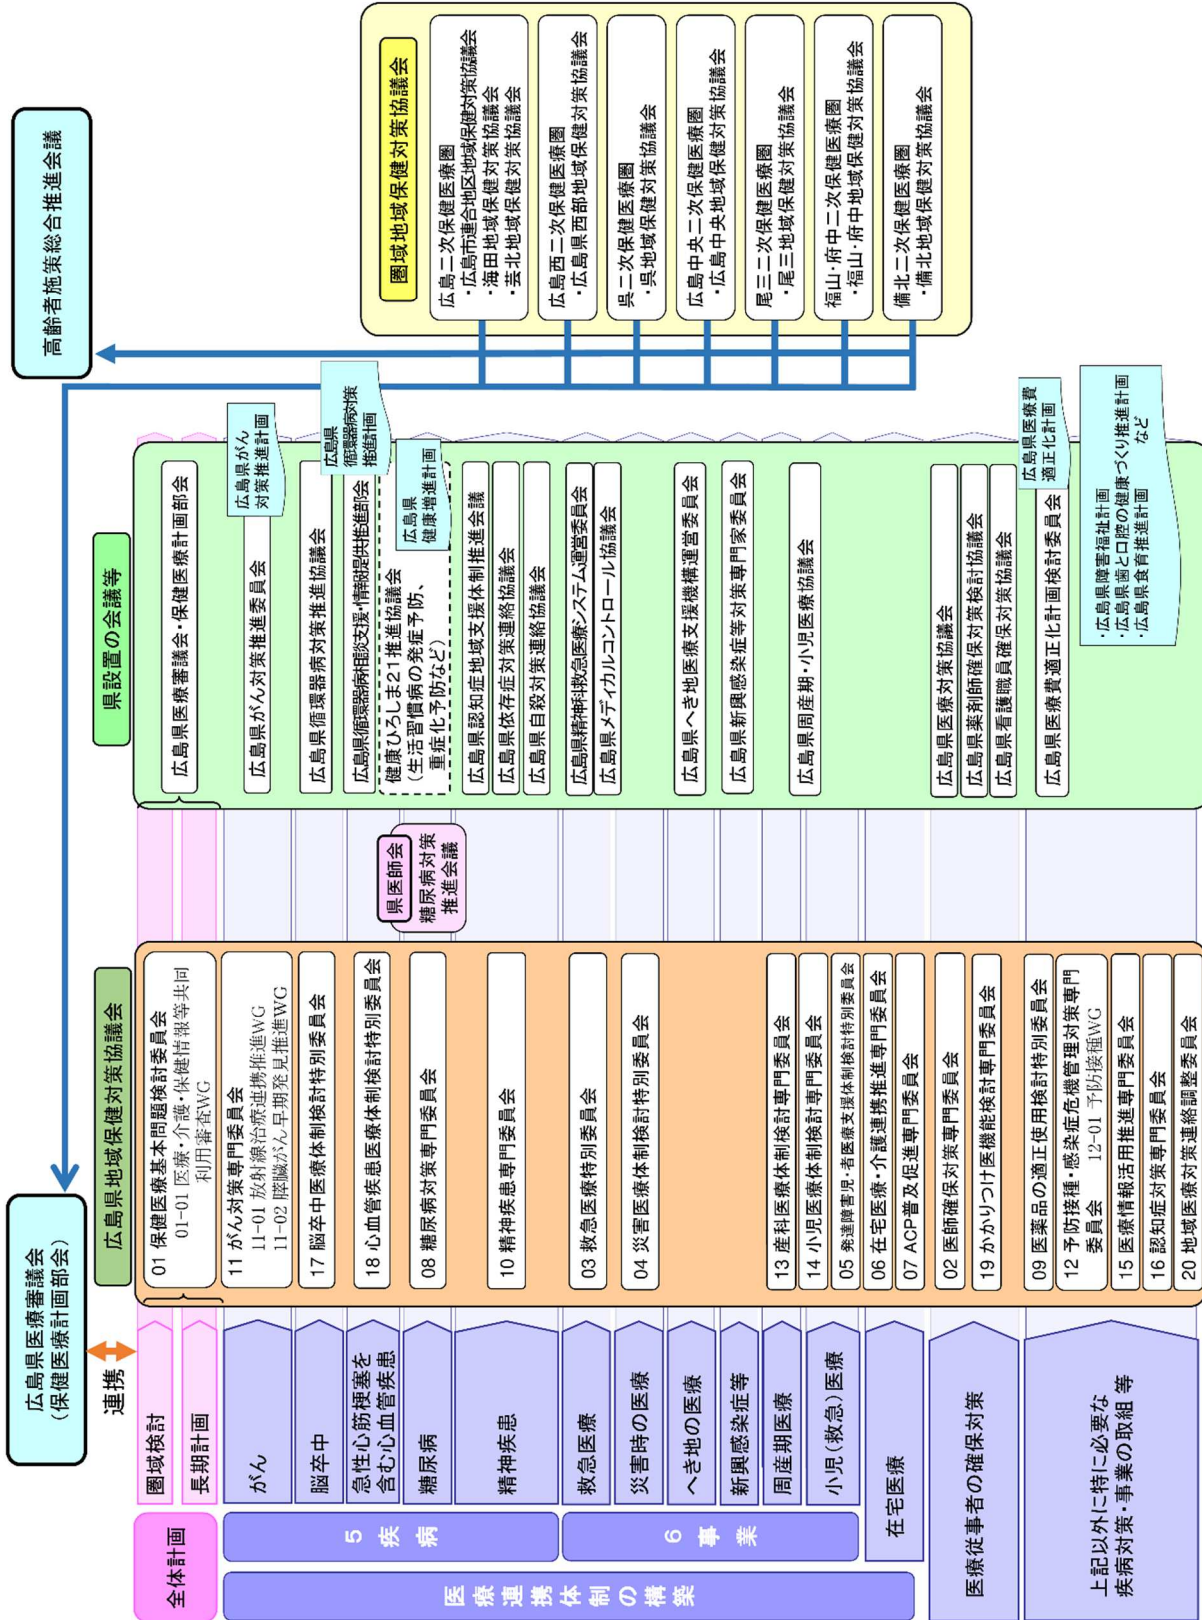 広島県医療審議会
(保健医療計画部会)
高齢者施策総合推進会議
連携
広島県地域保健対策協議会
県設置の会議等
圏域地域保健対策協議会
全体計画
圏域検討
長期計画
01 保健医療基本問題検討委員会
01-01 医療・介護・保健情報等共同
利用審査WG
広島県医療審議会・保健医療計画部会
医療連携体制の構築
5疾病
がん
11 がん対策専門委員会
11-01 放射線治療連携推進WG
11-02 膵臓がん早期発見推進WG
広島県がん対策推進委員会
広島県がん
対策推進計画
脳卒中
17 脳卒中医療体制検討特別委員会
広島県循環器病対策推進協議会
広島県
循環器病対策
推進計画
急性心筋梗塞を
含む心血管疾患
18 心血管疾患医療体制検討特別委員会
広島県循環器病相談支援・情報提供推進部会
糖尿病
08 糖尿病対策専門委員会
県医師会
糖尿病対策
推進会議
健康ひろしま21推進協議会
(生活習慣病の発症予防、
重症化予防など)
広島県
健康増進計画
精神疾患
10 精神疾患専門委員会
広島県認知症地域支援体制推進会議
広島県依存症対策連絡協議会
広島県自殺対策連絡協議会
6事業
救急医療
03 救急医療特別委員会
広島県精神科救急医療システム運営委員会
広島県メディカルコントロール協議会
災害時の医療
04 災害医療体制検討特別委員会
へき地の医療
広島県へき地医療支援機構運営委員会
新興感染症等
広島県新興感染症等対策専門家委員会
周産期医療
13 産科医療体制検討専門委員会
広島県周産期・小児医療協議会
小児(救急)医療
14 小児医療体制検討専門委員会
05 発達障害児・者医療支援体制検討特別委員会
在宅医療
06 在宅医療・介護連携推進専門委員会
07 ACP普及促進専門委員会
医療従事者の確保対策
02 医師確保対策専門委員会
19 かかりつけ医機能検討専門委員会
広島県医療対策協議会
広島県薬剤師確保対策検討協議会
広島県看護職員確保対策協議会
上記以外に特に必要な
疾病対策・事業の取組 等
09 医薬品の適正使用検討特別委員会
12 予防接種・感染症危機管理対策専門
委員会 12-01 予防接種WG
15 医療情報活用推進専門委員会
16 認知症対策専門委員会
20 地域医療対策連絡調整委員会
広島県医療費適正化計画検討委員会
広島県医療費
適正化計画
・広島県障害福祉計画
・広島県歯と口腔の健康づくり推進計画
・広島県食育推進計画 など
広島二次保健医療圏
・広島市連合地区地域保健対策協議会
・海田地域保健対策協議会
・芸北地域保健対策協議会
広島西二次保健医療圏
・広島県西部地域保健対策協議会
呉二次保健医療圏
・呉地域保健対策協議会
広島中央二次保健医療圏
・広島中央地域保健対策協議会
尾三二次保健医療圏
・尾三地域保健対策協議会
福山・府中二次保健医療圏
・福山・府中地域保健対策協議会
備北二次保健医療圏
・備北地域保健対策協議会